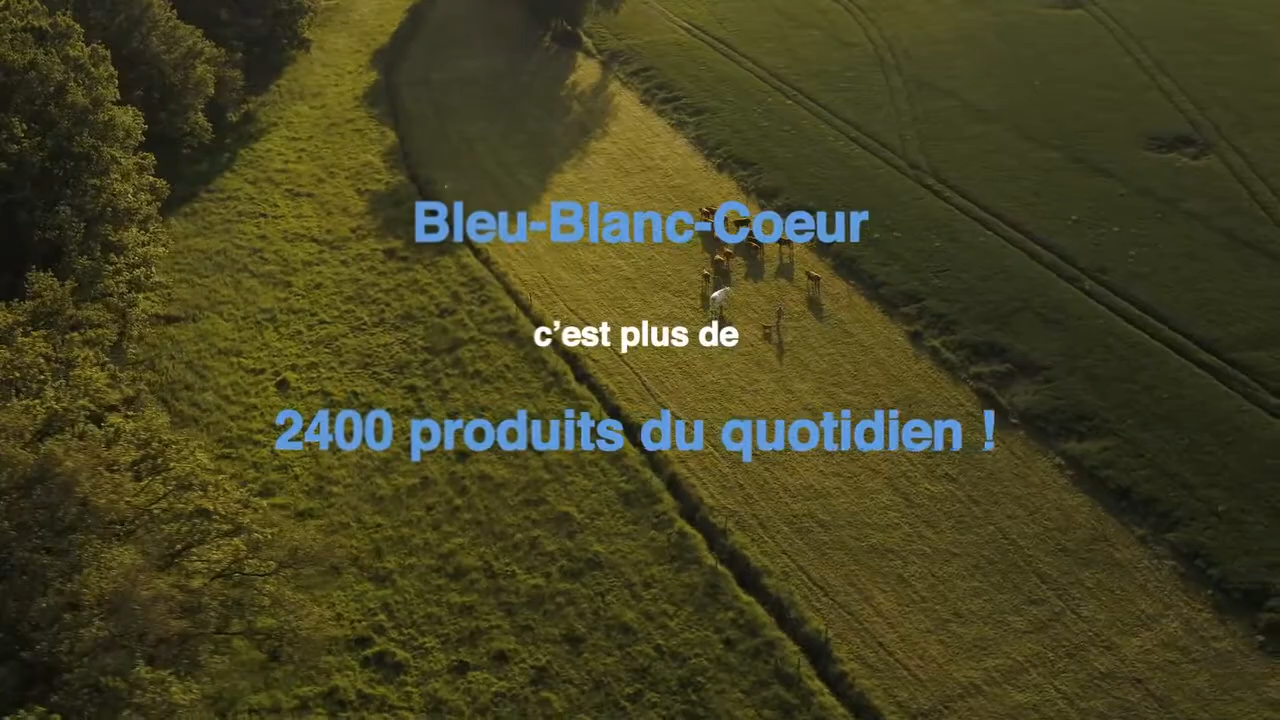 Bleu-Blanc-Coeur
c’est plus de
2400 produits du quotidien !